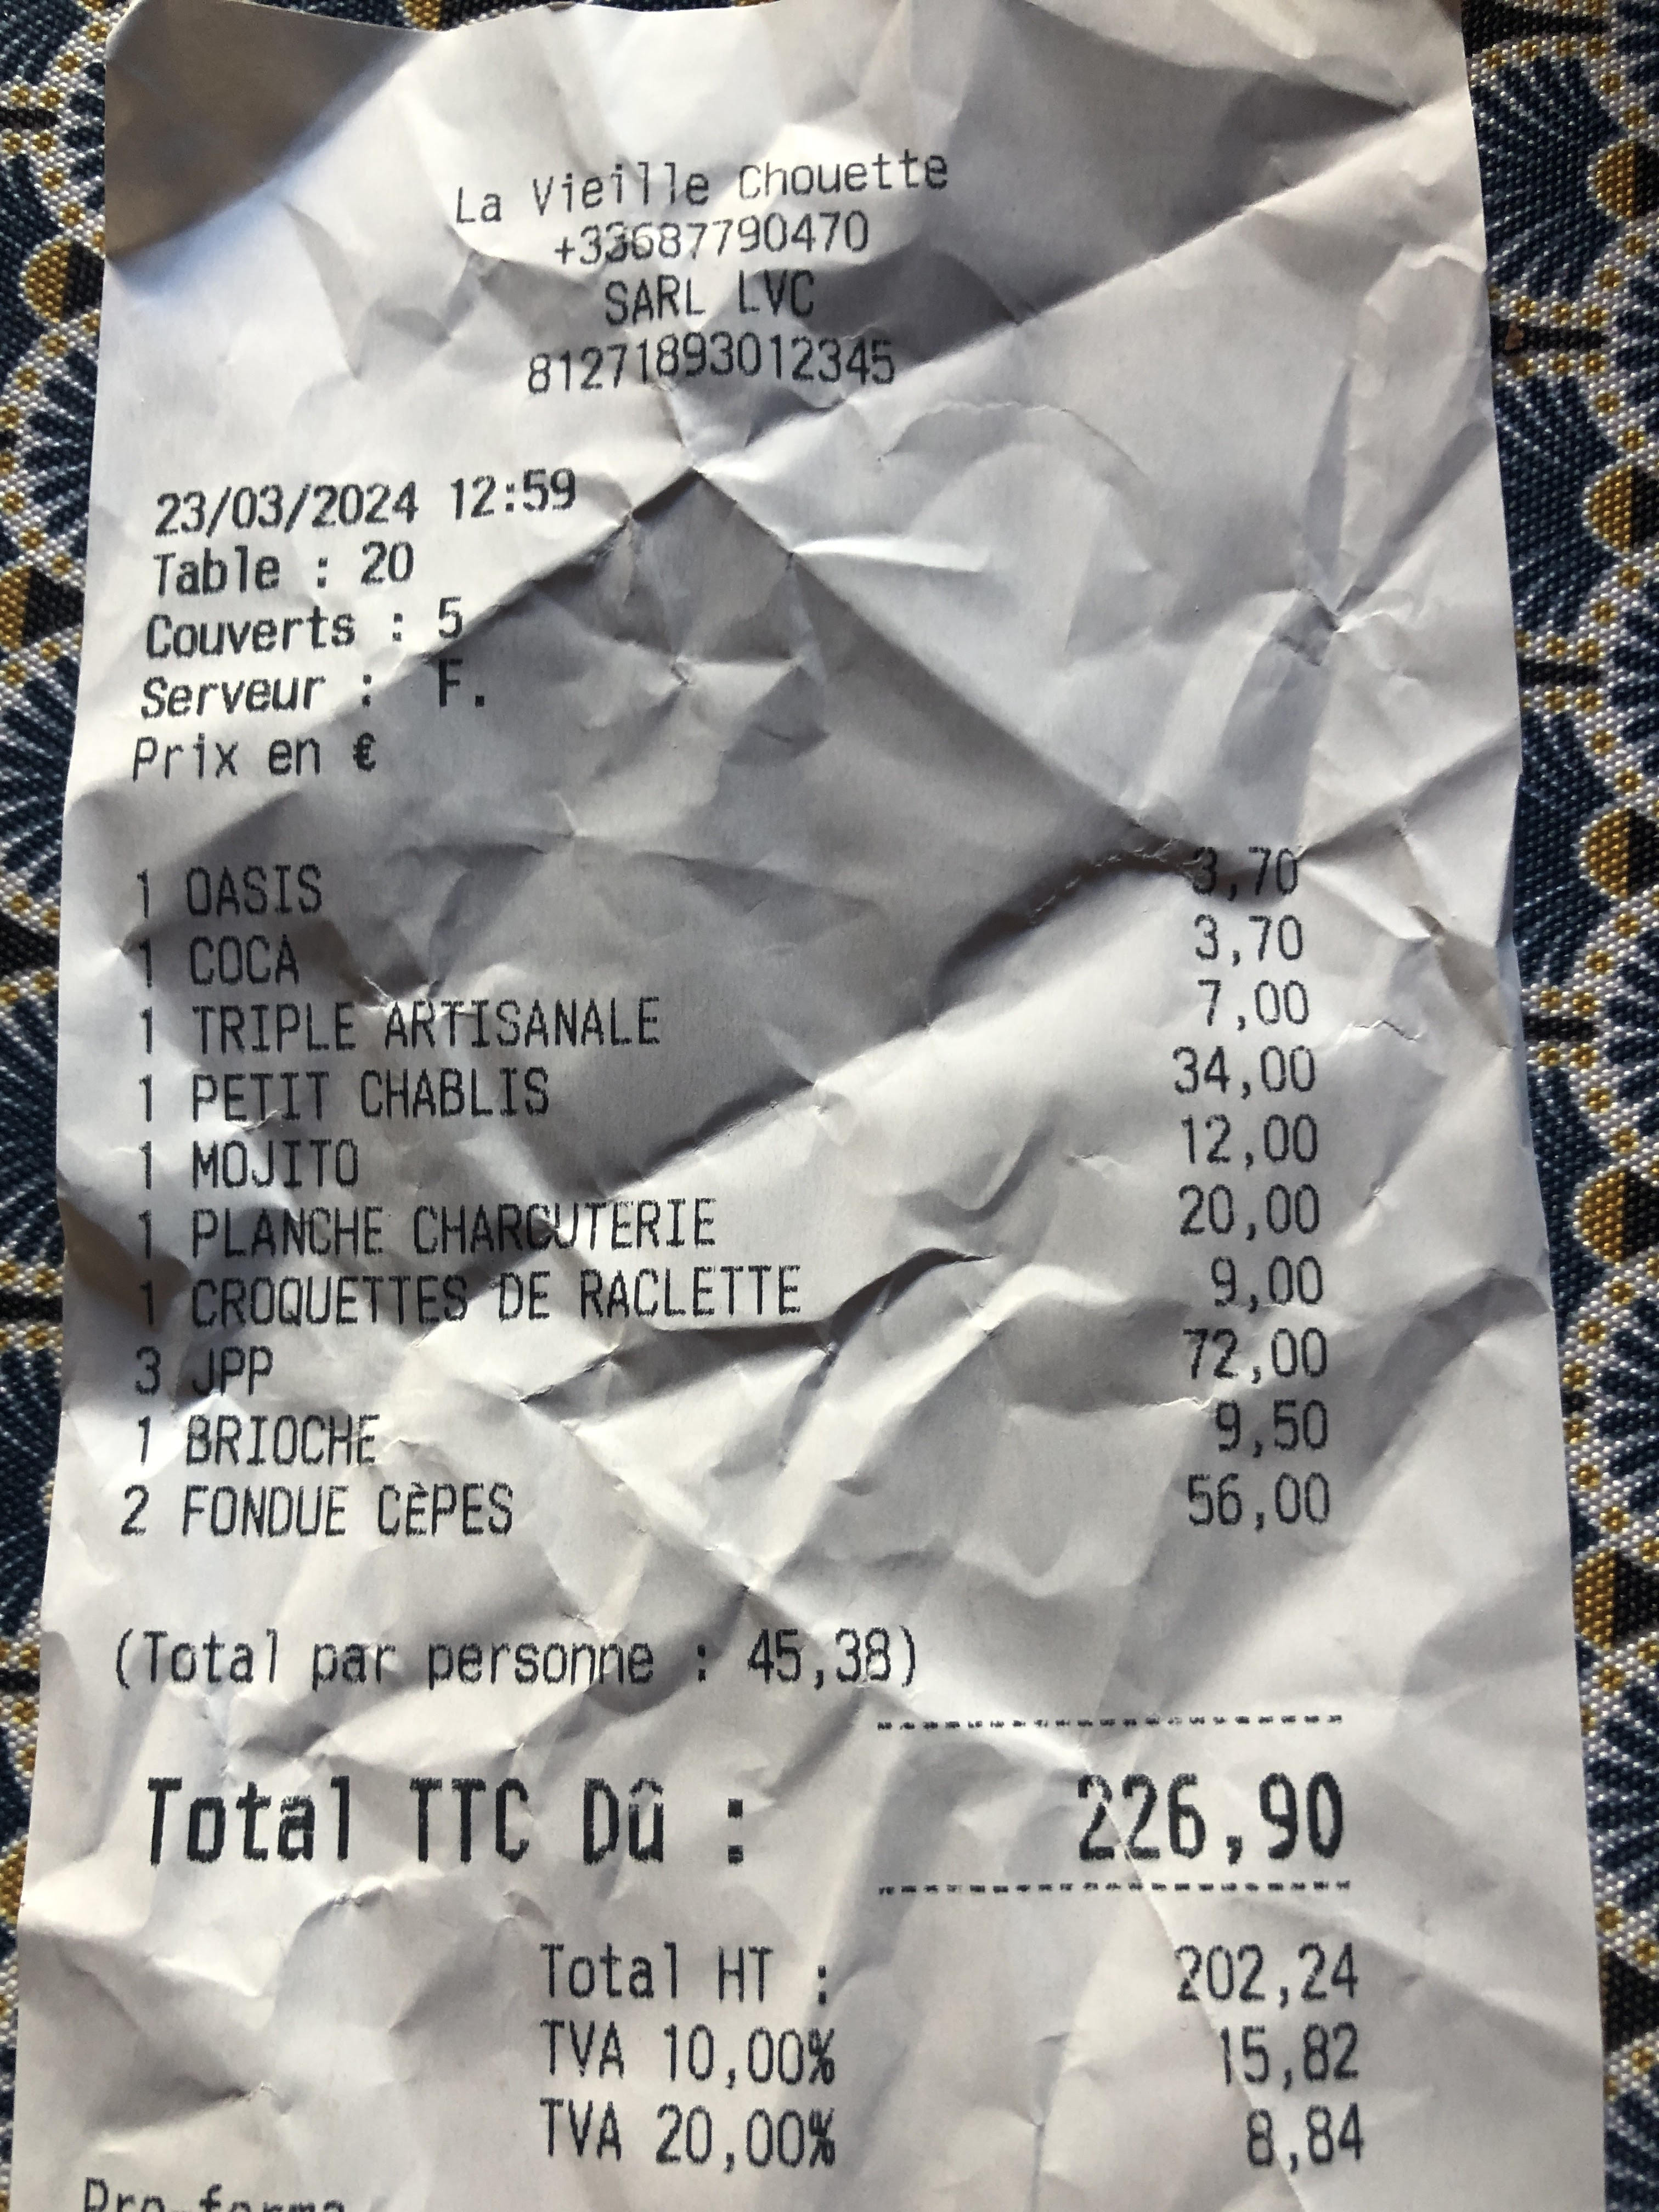 La Vieille Chouette
+33687790470
SARL LVC
81271893012345
23/03/2024 12:59
Table : 20
Couverts : 5
Serveur : F.
Prix en €
1 OASIS 3,70
1 COCA 3,70
1 TRIPLE ARTISANALE 7,00
1 PETIT CHABLIS 34,00
1 MOJITO 12,00
1 PLANCHE CHARCUTERIE 20,00
1 CROQUETTES DE RACLETTE 9,00
3 JPP 72,00
1 BRIOCHE 9,50
2 FONDUE CÈPES 56,00
(Total par personne : 45,38)
Total TTC Dû : 226,90
Total HT : 202,24
TVA 10,00% 15,82
TVA 20,00% 8,84
Pro-forma